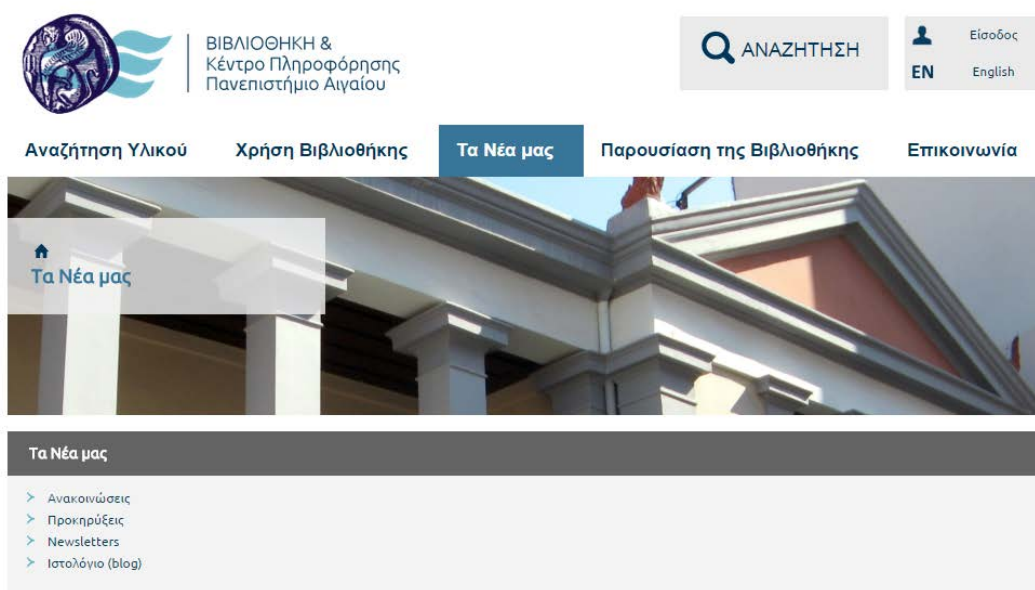 ΒΙΒΛΙΟΘΗΚΗ &
Κέντρο Πληροφόρησης
Πανεπιστήμιο Αιγαίου
ΑΝΑΖΗΤΗΣΗ
Είσοδος
EN English
Αναζήτηση Υλικού Χρήση Βιβλιοθήκης Τα Νέα μας Παρουσίαση της Βιβλιοθήκης Επικοινωνία
Τα Νέα μας
Τα Νέα μας
Ανακοινώσεις
Προκηρύξεις
Newsletters
Ιστολόγιο (blog)